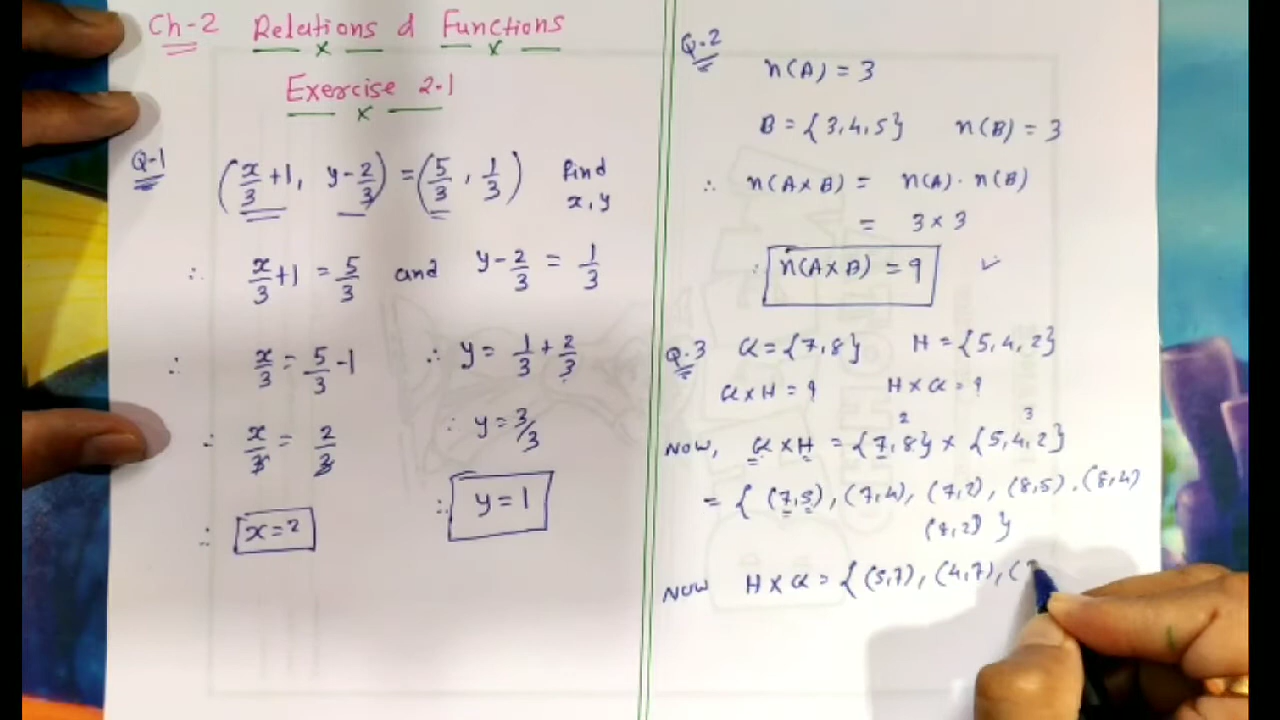 Ch-2 Relations & Functions
Exercise 2.1
Q-1 (x/3 + 1, y - 2/3) = (5/3, 1/3) Find x, y
∴ x/3 + 1 = 5/3 and y - 2/3 = 1/3
∴ x/3 = 5/3 - 1 ∴ y = 1/3 + 2/3
∴ x/3 = 2/3 ∴ y = 3/3
∴ x = 2 ∴ y = 1
Q-2
n(A) = 3
B = {3,4,5} n(B) = 3
∴ n(A×B) = n(A) · n(B)
= 3 × 3
∴ n(A×B) = 9 ✓
Q.3 G = {7,8} H = {5,4,2}
G×H = ? H×G = ?
2 3
Now, G×H = {7,8} × {5,4,2}
= { (7,5), (7,4), (7,2), (8,5), (8,4)
(8,2) }
Now H×G = { (5,7), (4,7), (